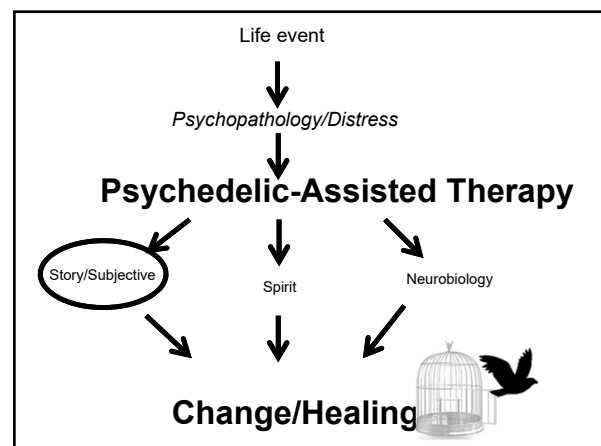 Life event
Psychopathology/Distress
Psychedelic-Assisted Therapy
Story/Subjective
Spirit
Neurobiology
Change/Healing